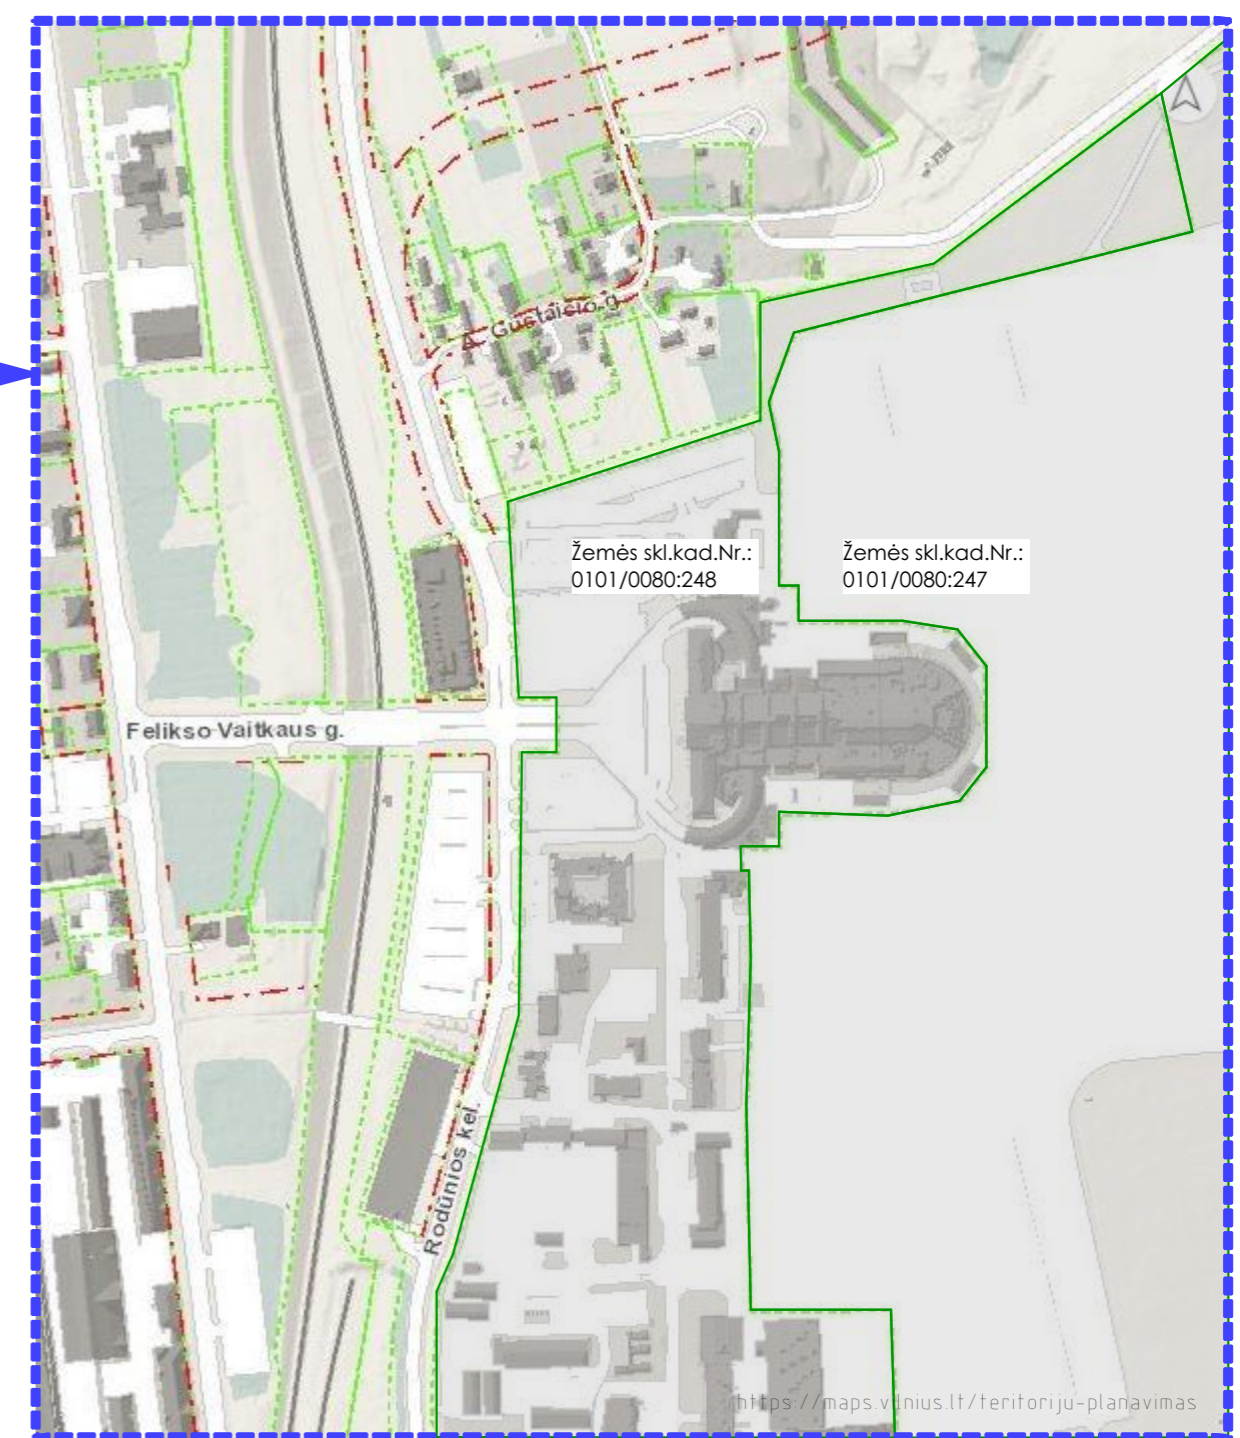 A. Gustaičio g.
Žemės skl.kad.Nr.:
0101/0080:248
Žemės skl.kad.Nr.:
0101/0080:247
Felikso Vaitkaus g.
Rodūnios kel.
https://maps.vilnius.lt/teritoriju-planavimas